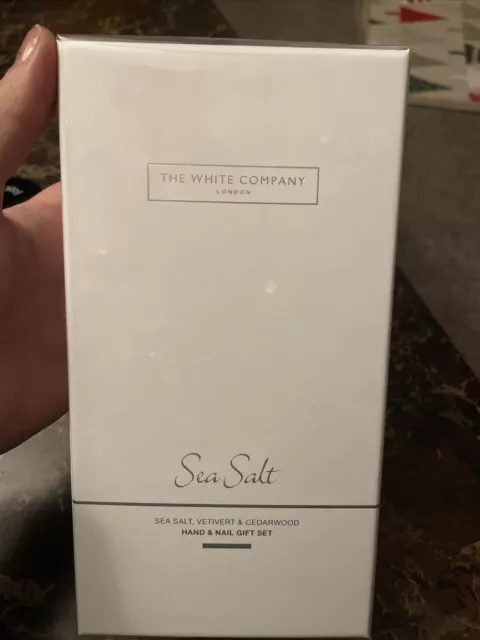 THE WHITE COMPANY
LONDON
Sea Salt
SEA SALT, VETIVERT & CEDARWOOD
HAND & NAIL GIFT SET